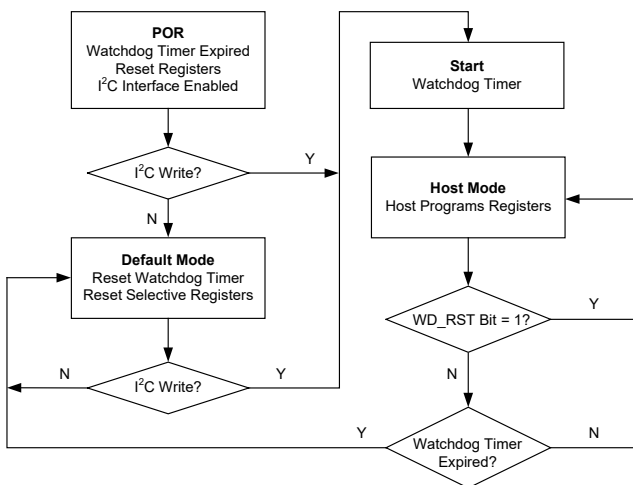 POR
Watchdog Timer Expired
Reset Registers
I²C Interface Enabled
I²C Write?
Y
N
Default Mode
Reset Watchdog Timer
Reset Selective Registers
I²C Write?
N
Y
Start
Watchdog Timer
Host Mode
Host Programs Registers
WD_RST Bit = 1?
Y
N
Watchdog Timer
Expired?
Y
N